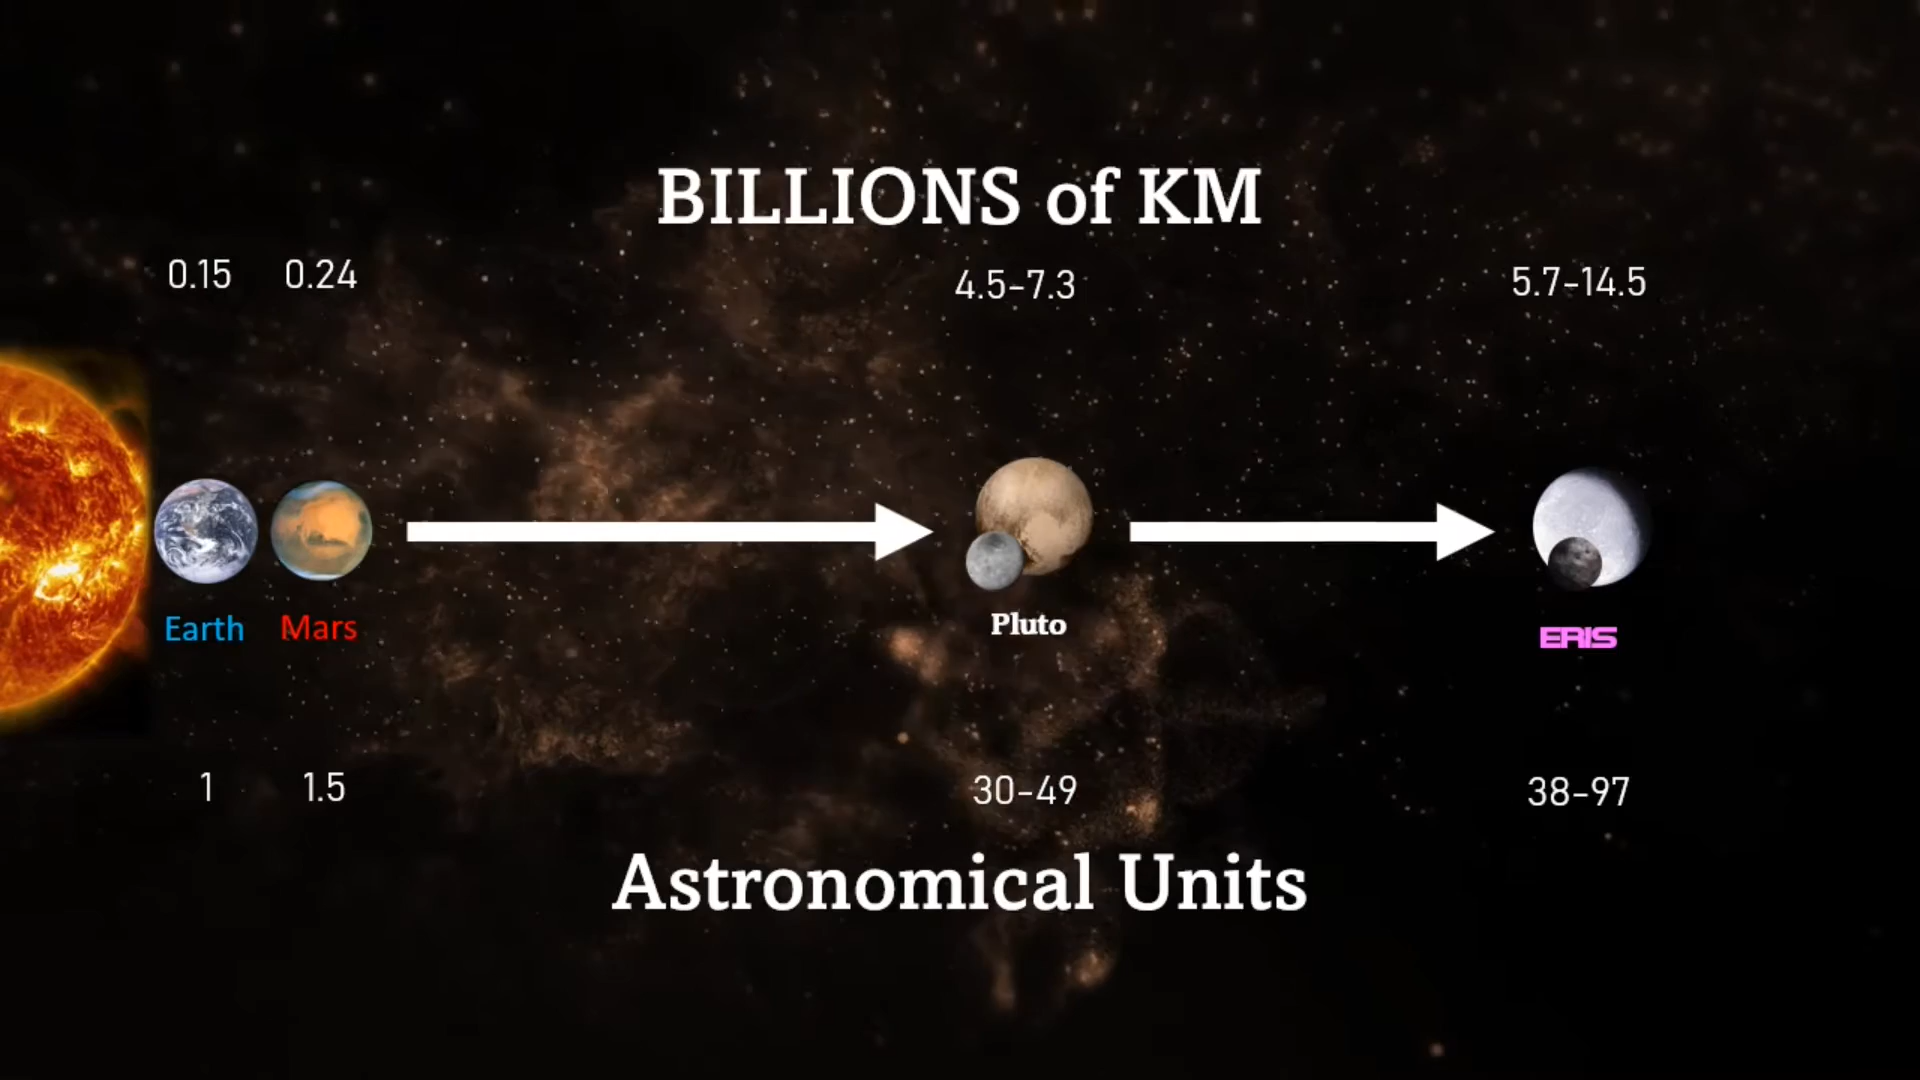 BILLIONS of KM
0.15 0.24 4.5-7.3 5.7-14.5
Earth Mars Pluto ERIS
1 1.5 30-49 38-97
Astronomical Units